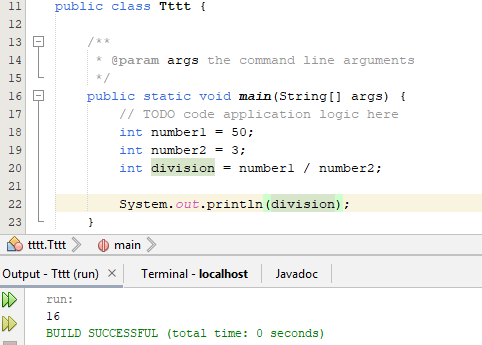 11 public class Tttt {
12
13 /**
14 * @param args the command line arguments
15 */
16 public static void main(String[] args) {
17 // TODO code application logic here
18 int number1 = 50;
19 int number2 = 3;
20 int division = number1 / number2;
21
22 System.out.println(division);
23 }
tttt.Tttt main
Output - Tttt (run) × Terminal - localhost Javadoc
run:
16
BUILD SUCCESSFUL (total time: 0 seconds)